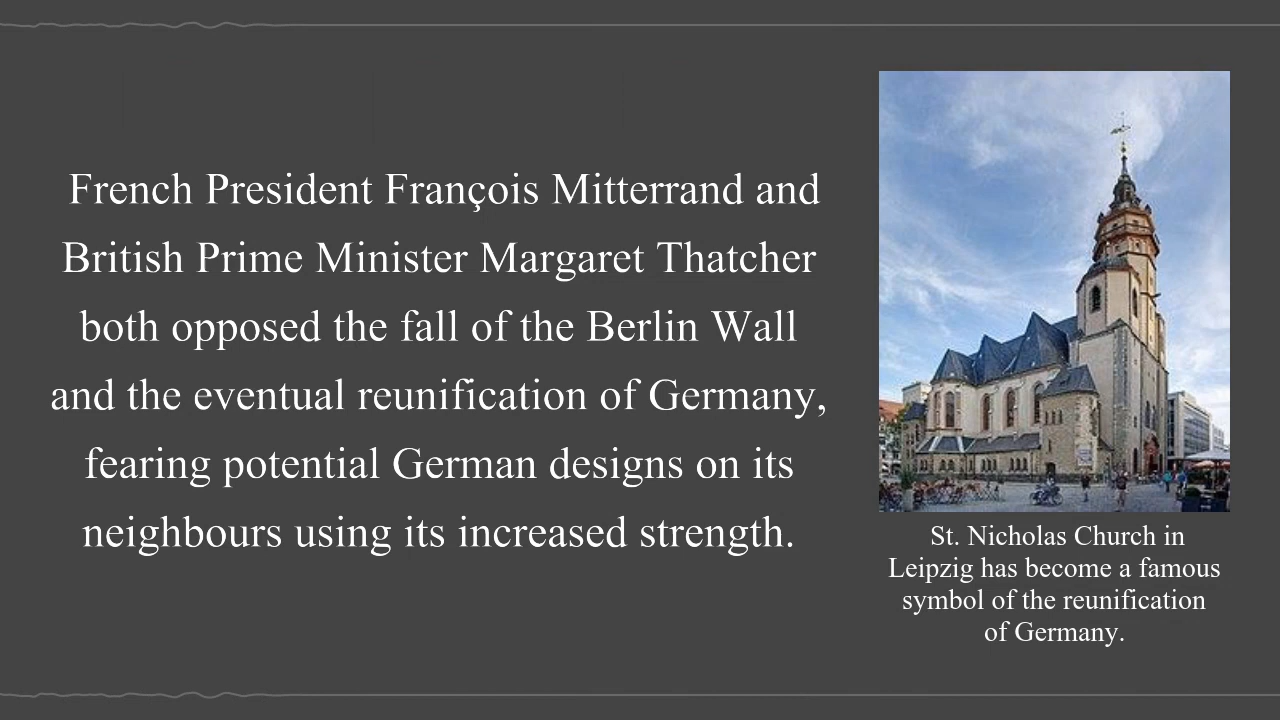 French President François Mitterrand and
British Prime Minister Margaret Thatcher
both opposed the fall of the Berlin Wall
and the eventual reunification of Germany,
fearing potential German designs on its
neighbours using its increased strength.
St. Nicholas Church in
Leipzig has become a famous
symbol of the reunification
of Germany.